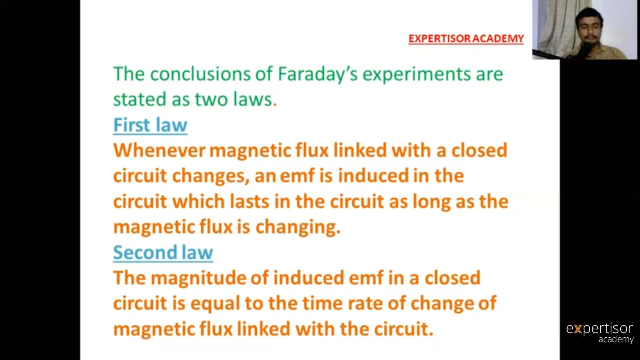 EXPERTISOR ACADEMY
The conclusions of Faraday's experiments are
stated as two laws.
First law
Whenever magnetic flux linked with a closed
circuit changes, an emf is induced in the
circuit which lasts in the circuit as long as the
magnetic flux is changing.
Second law
The magnitude of induced emf in a closed
circuit is equal to the time rate of change of
magnetic flux linked with the circuit.
expertisor
academy